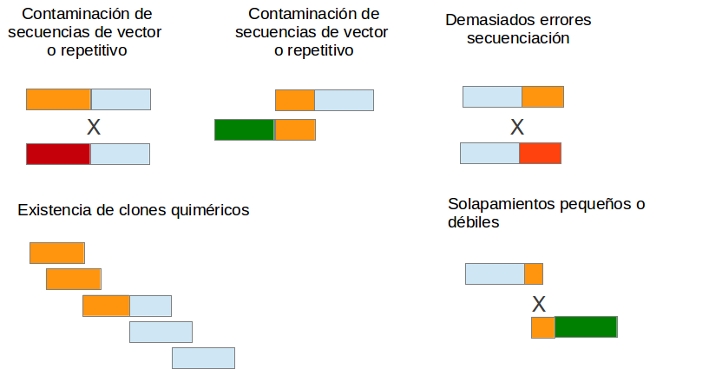 Contaminación de
secuencias de vector
o repetitivo
X
Contaminación de
secuencias de vector
o repetitivo
Demasiados errores
secuenciación
X
Existencia de clones quiméricos
Solapamientos pequeños o
débiles
X